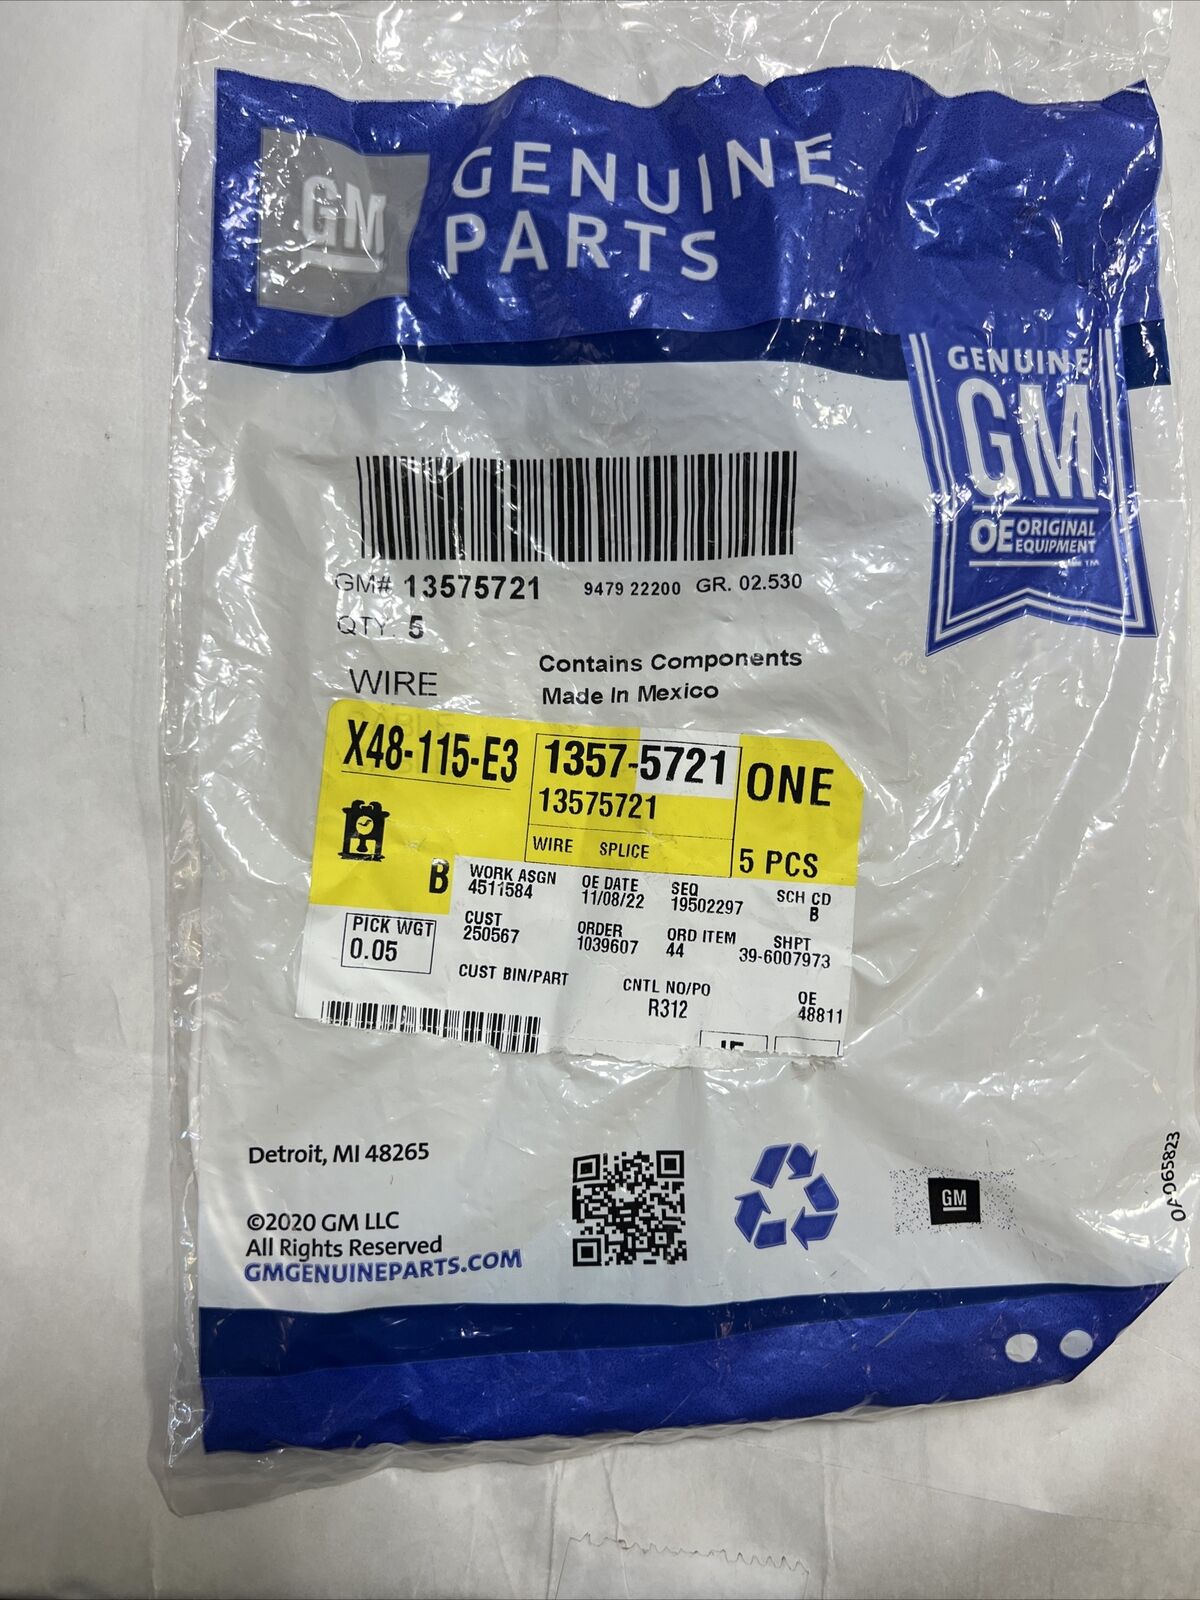 GM
GENUINE
PARTS
GENUINE
GM
OE ORIGINAL EQUIPMENT ™
GM# 13575721 9479 22200 GR. 02.530
QTY: 5
WIRE
Contains Components
Made In Mexico
CABLE
X48-115-E3
1357-5721
13575721
WIRE SPLICE
ONE
5 PCS
B
WORK ASGN
4511584
OE DATE
11/08/22
SEQ
19502297
SCH CD
B
PICK WGT
0.05
CUST
250567
ORDER
1039607
ORD ITEM
44
SHPT
39-6007973
CUST BIN/PART
CNTL NO/PO
R312
OE
48811
Detroit, MI 48265
©2020 GM LLC
All Rights Reserved
GMGENUINEPARTS.COM
GM